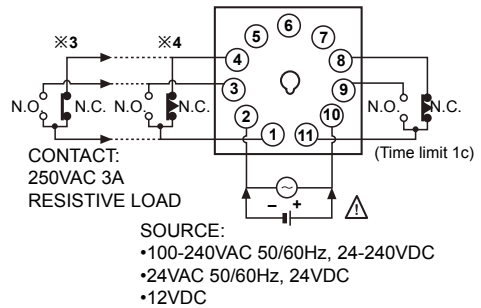 ※3 ※4
5 6 7
4 8
3 9
2 10
1 11
N.O. N.C. N.O. N.C. N.O. N.C.
(Time limit 1c)
CONTACT:
250VAC 3A
RESISTIVE LOAD
~
− +
!
SOURCE:
•100-240VAC 50/60Hz, 24-240VDC
•24VAC 50/60Hz, 24VDC
•12VDC